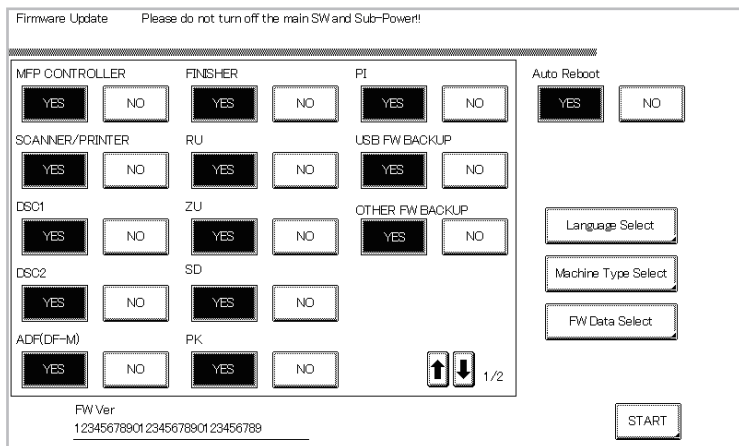 Firmware Update Please do not turn off the main SW and Sub-Power!!
MFP CONTROLLER FINISHER PI Auto Reboot
YES NO YES NO YES NO YES NO
SCANNER/PRINTER RU USB FW BACKUP
YES NO YES NO YES NO
DSC1 ZU OTHER FW BACKUP
YES NO YES NO YES NO Language Select
DSC2 SD Machine Type Select
YES NO YES NO FW Data Select
ADF(DF-M) PK
YES NO YES NO 1/2
FW Ver
12345678901234567890123456789 START